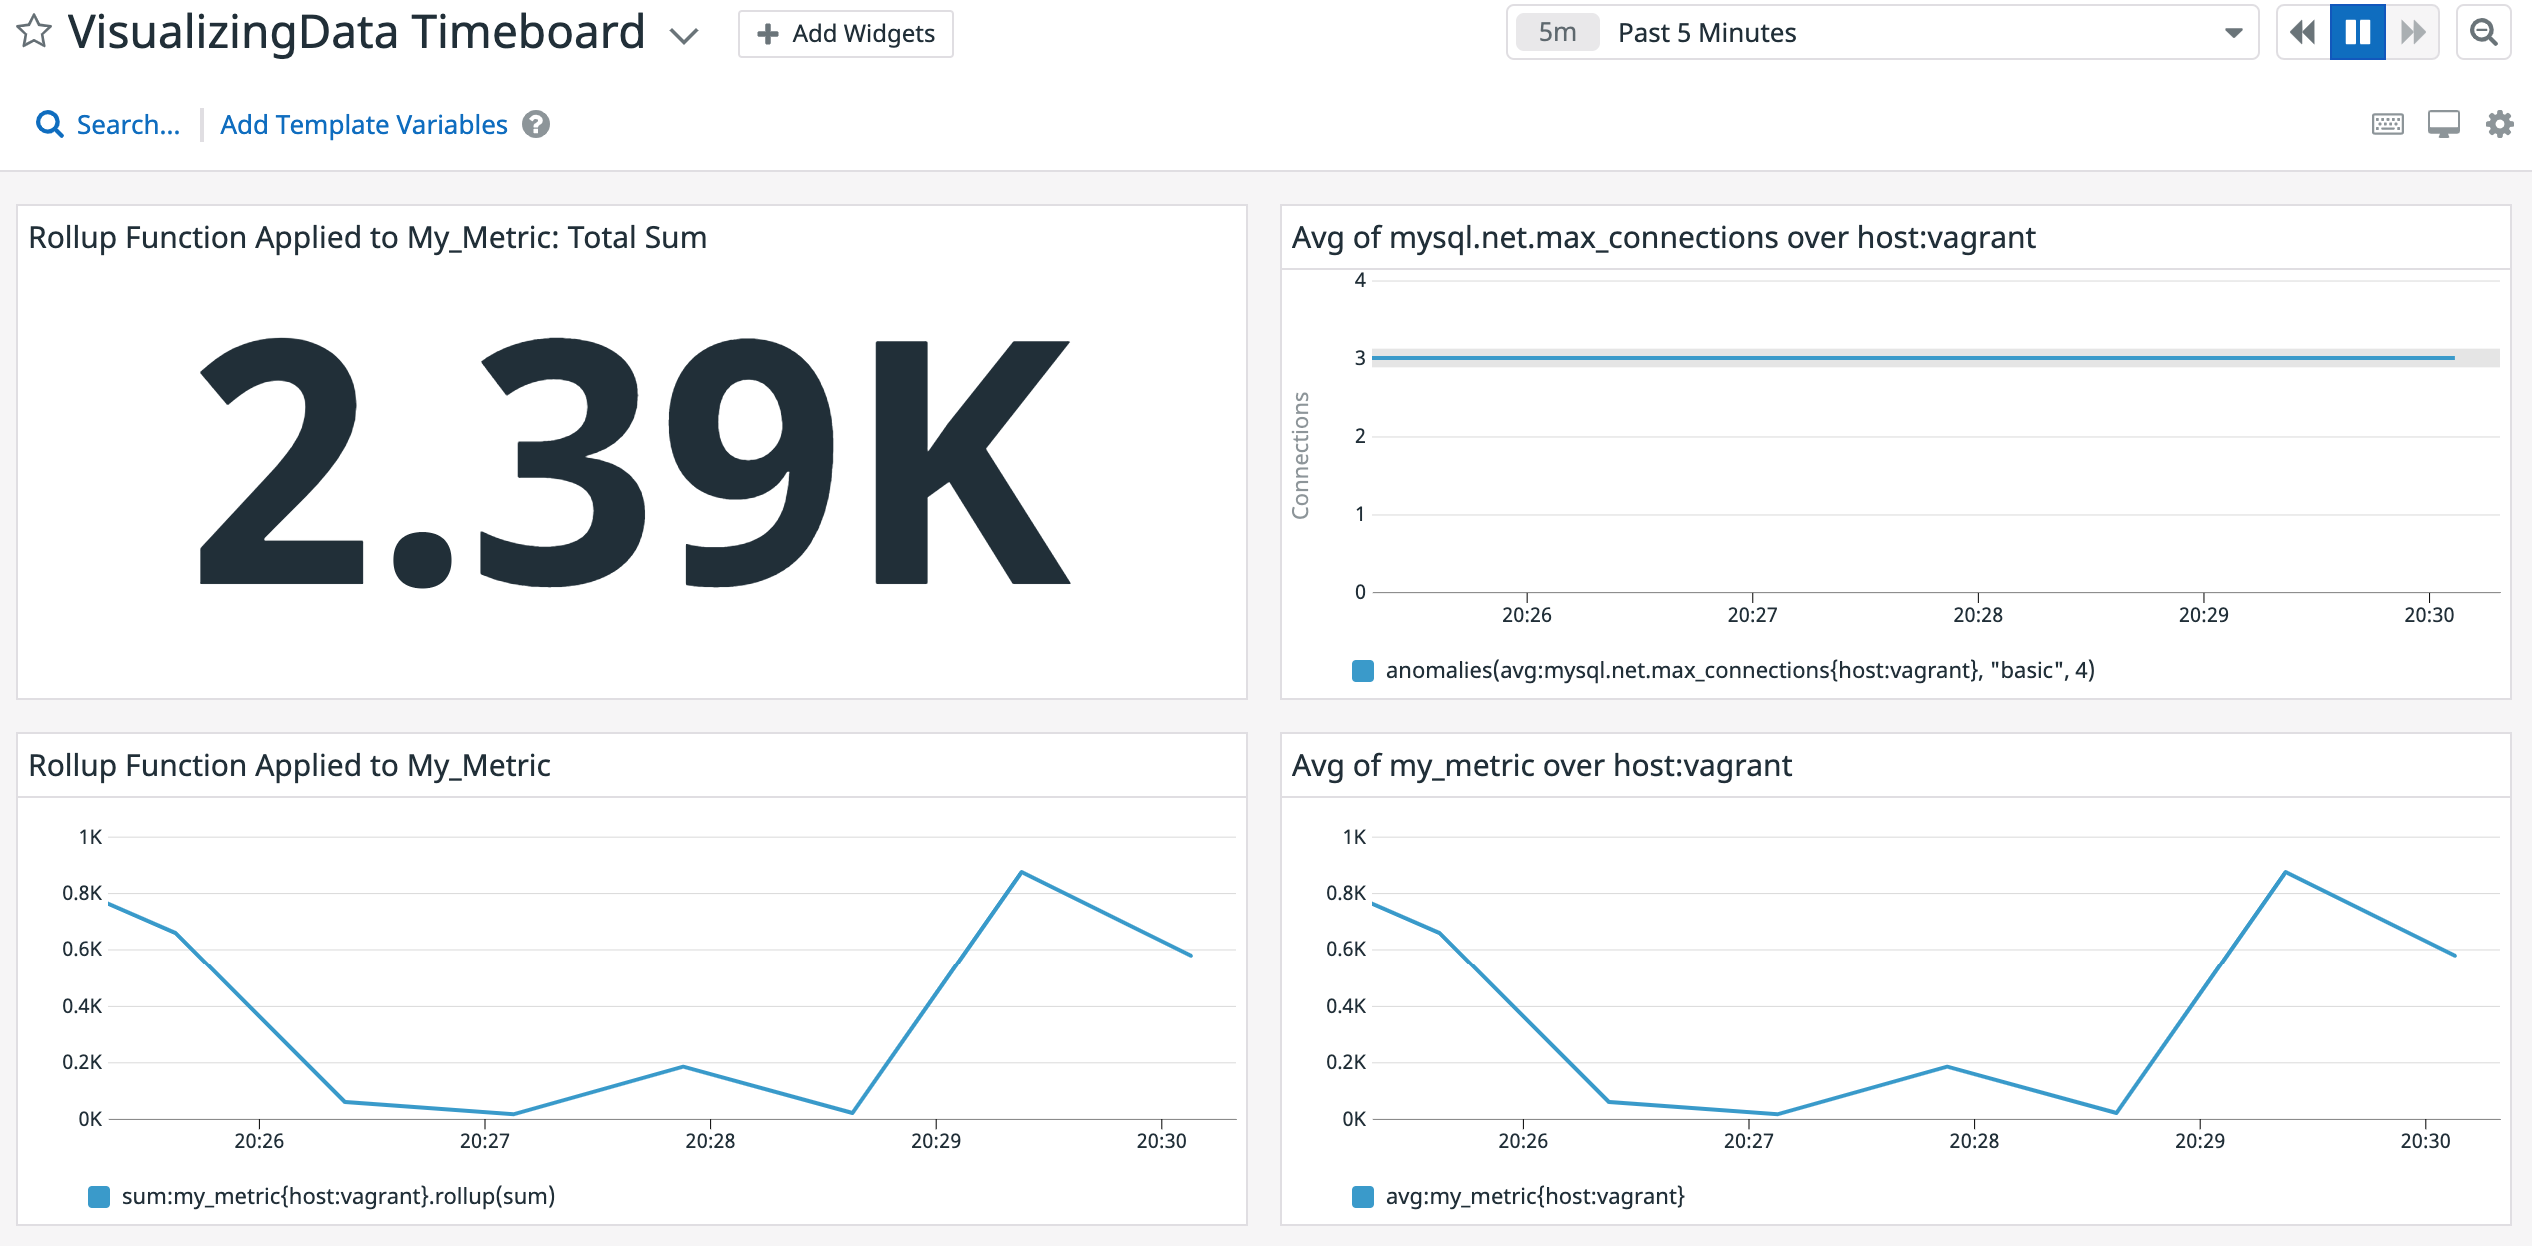 VisualizingData Timeboard
Add Widgets
5m Past 5 Minutes
Search...
Add Template Variables
?
Rollup Function Applied to My_Metric: Total Sum
2.39K
Avg of mysql.net.max_connections over host:vagrant
Connections
4
3
2
1
0
20:26 20:27 20:28 20:29 20:30
anomalies(avg:mysql.net.max_connections{host:vagrant}, "basic", 4)
Rollup Function Applied to My_Metric
1K
0.8K
0.6K
0.4K
0.2K
0K
20:26 20:27 20:28 20:29 20:30
sum:my_metric{host:vagrant}.rollup(sum)
Avg of my_metric over host:vagrant
1K
0.8K
0.6K
0.4K
0.2K
0K
20:26 20:27 20:28 20:29 20:30
avg:my_metric{host:vagrant}